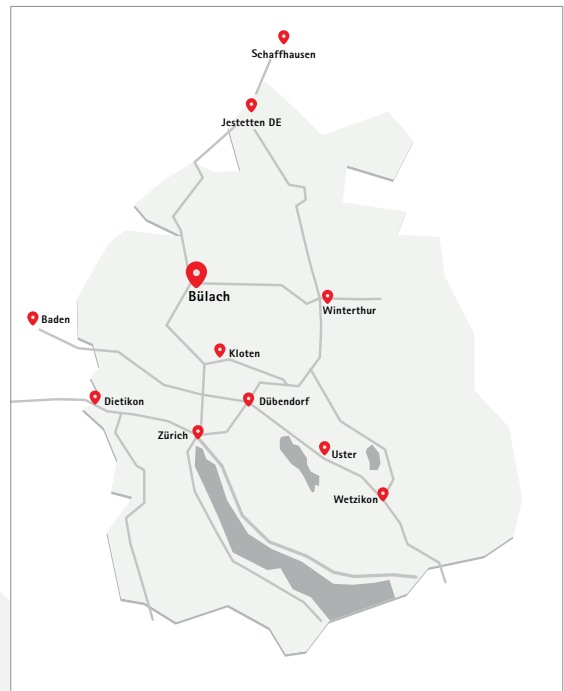 Schaffhausen
Jestetten DE
Bülach
Winterthur
Baden
Kloten
Dietikon
Dübendorf
Zürich
Uster
Wetzikon